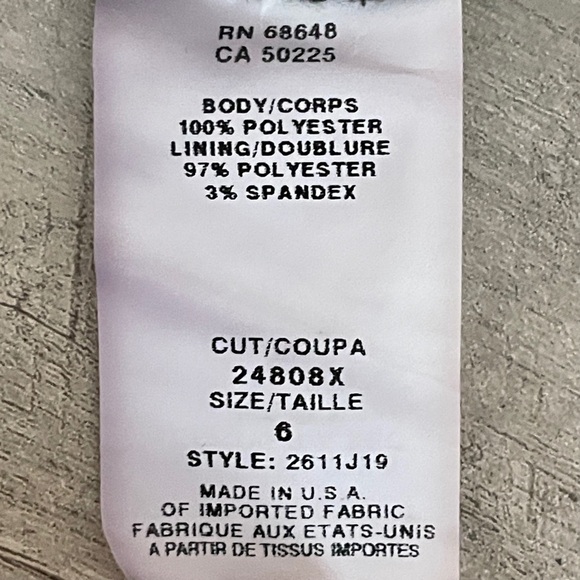 RN 68648
CA 50225
BODY/CORPS
100% POLYESTER
LINING/DOUBLURE
97% POLYESTER
3% SPANDEX
CUT/COUPA
24808X
SIZE/TAILLE
6
STYLE: 2611J19
MADE IN U.S.A.
OF IMPORTED FABRIC
FABRIQUE AUX ETATS-UNIS
A PARTIR DE TISSUS IMPORTES